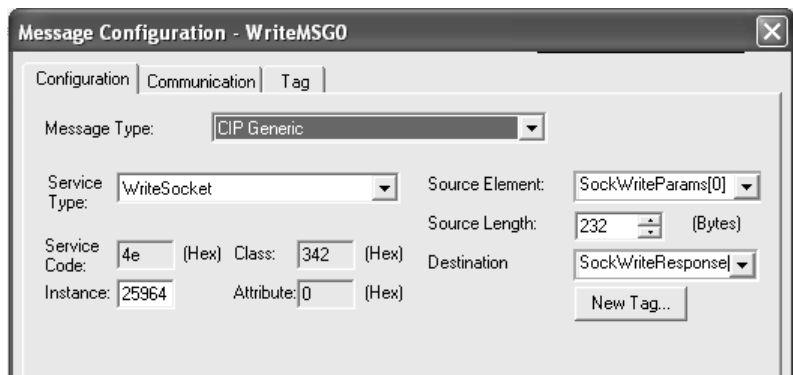 Message Configuration - WriteMSG0
Configuration Communication Tag
Message Type: CIP Generic
Service Type: WriteSocket
Source Element: SockWriteParams[0]
Source Length: 232 (Bytes)
Service Code: 4e (Hex) Class: 342 (Hex)
Destination SockWriteResponse
Instance: 25964 Attribute: 0 (Hex)
New Tag...